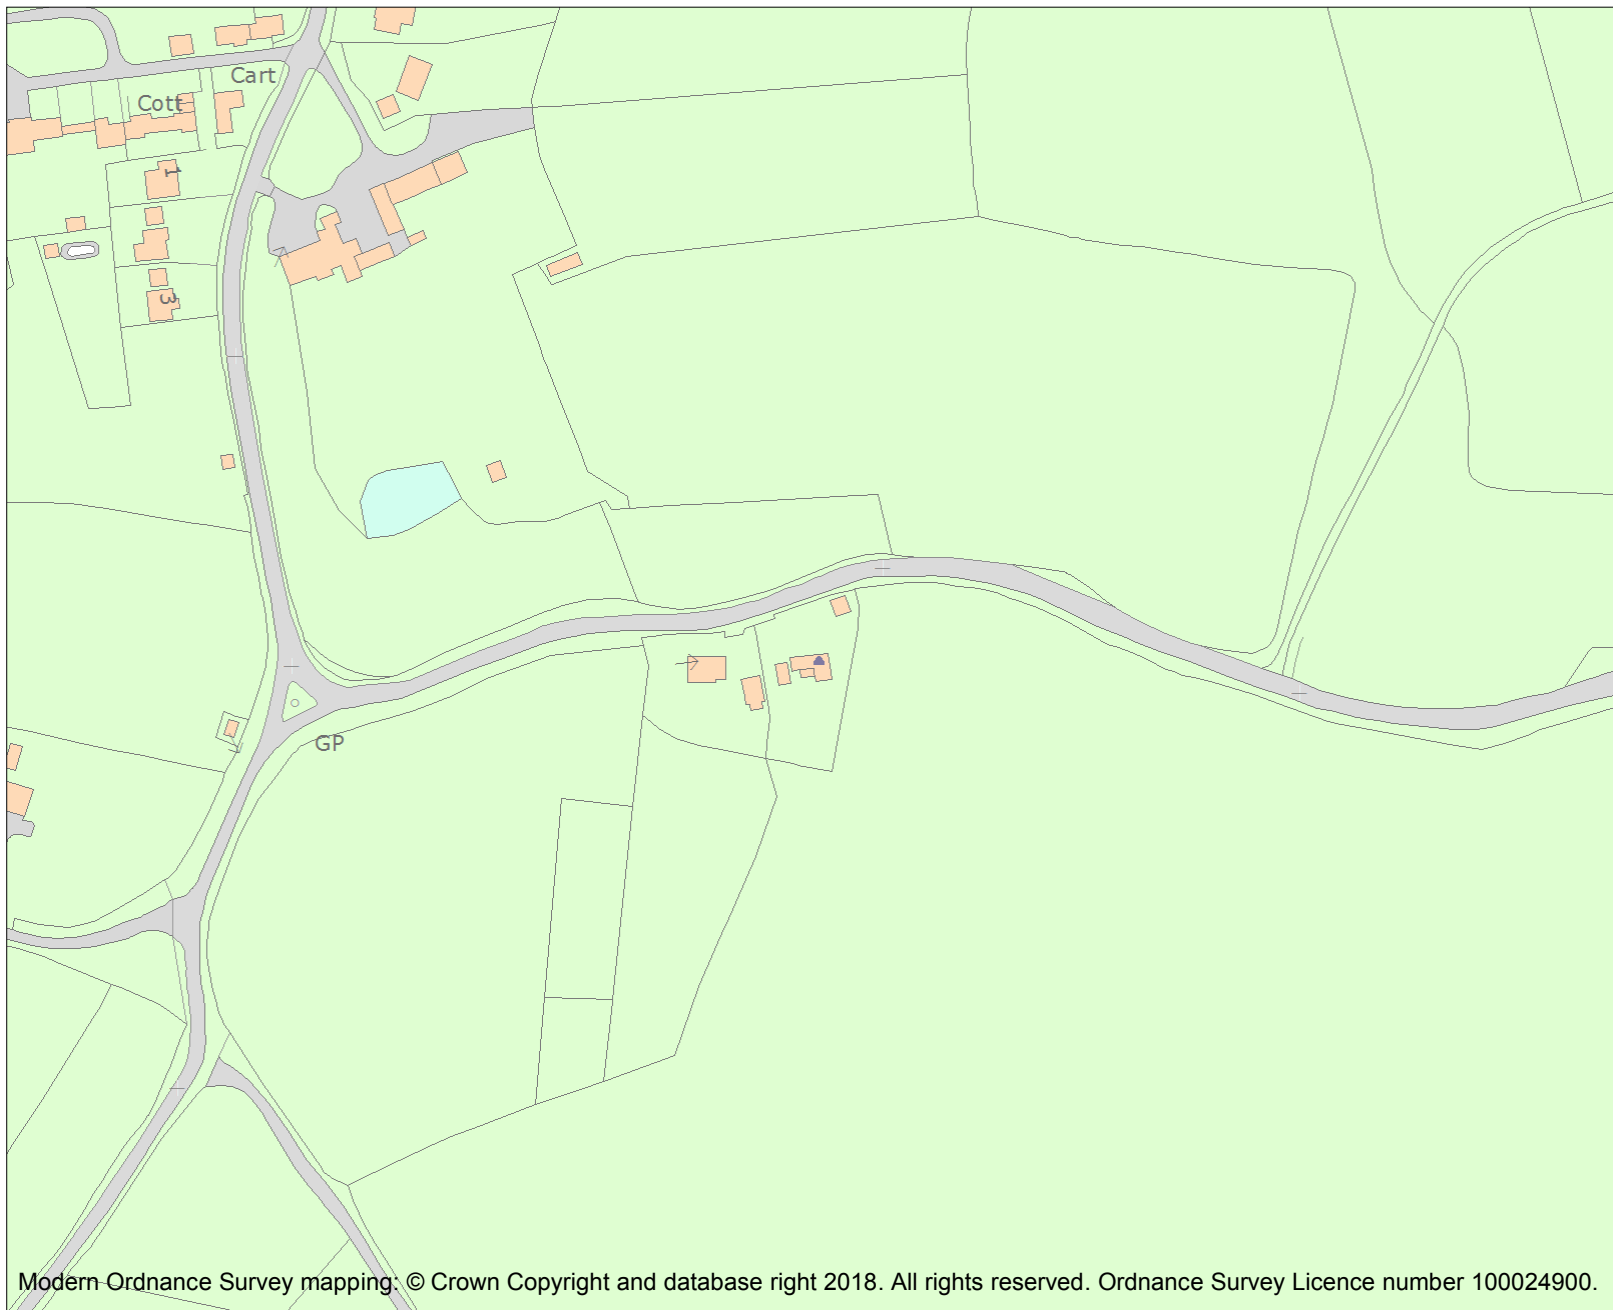 Cart
Cott
1
3
GP
Modern Ordnance Survey mapping: © Crown Copyright and database right 2018. All rights reserved. Ordnance Survey Licence number 100024900.